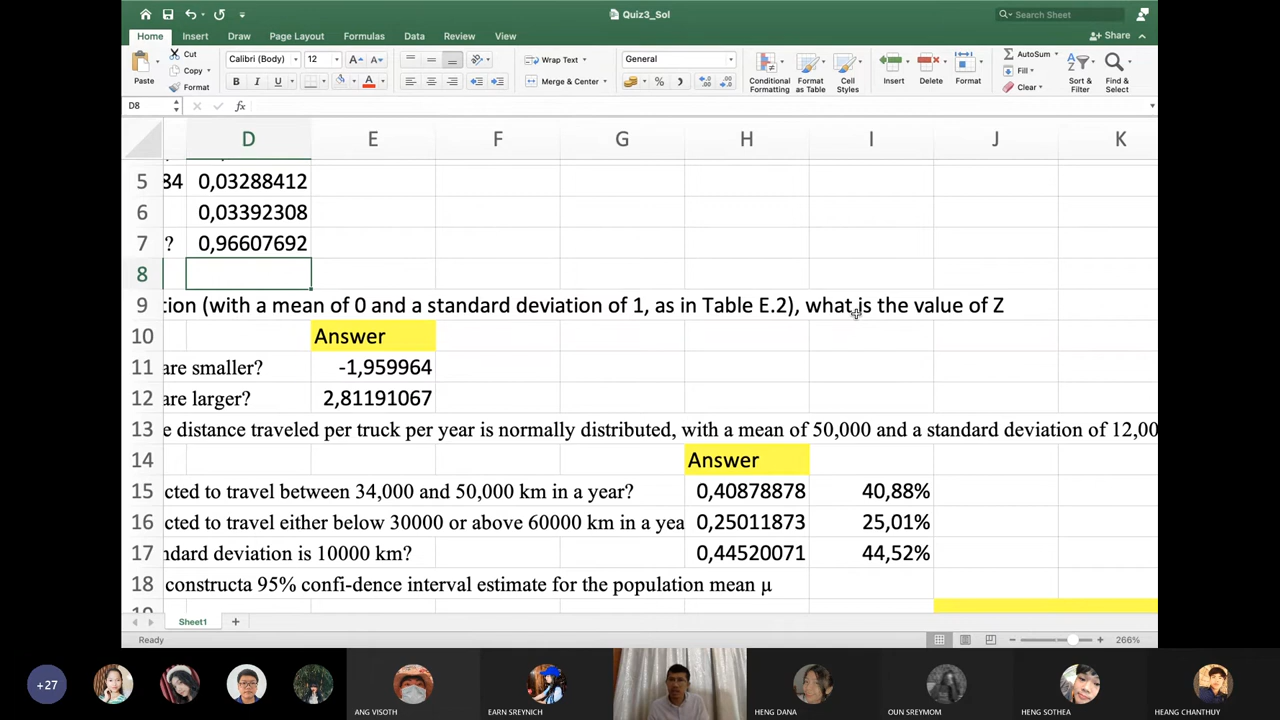 Quiz3_Sol
Search Sheet
Home Insert Draw Page Layout Formulas Data Review View
Share
Paste
Cut
Copy
Format
Calibri (Body) 12
B I U
Wrap Text
Merge & Center
General
Conditional Formatting
Format as Table
Cell Styles
Insert
Delete
Format
AutoSum
Fill
Clear
Sort & Filter
Find & Select
D8
fx
D E F G H I J K
5 84 0,03288412
6 0,03392308
7 ? 0,96607692
8
9 tion (with a mean of 0 and a standard deviation of 1, as in Table E.2), what is the value of Z
10 Answer
11 are smaller? -1,959964
12 are larger? 2,81191067
13 e distance traveled per truck per year is normally distributed, with a mean of 50,000 and a standard deviation of 12,00
14 Answer
15 cted to travel between 34,000 and 50,000 km in a year? 0,40878878 40,88%
16 cted to travel either below 30000 or above 60000 km in a yea 0,25011873 25,01%
17 ndard deviation is 10000 km? 0,44520071 44,52%
18 constructa 95% confi-dence interval estimate for the population mean μ
19
Sheet1
Ready
266%
+27
ANG VISOTH
EARN SREYNICH
HENG DANA
OUN SREYMOM
HENG SOTHEA
HEANG CHANTHUY